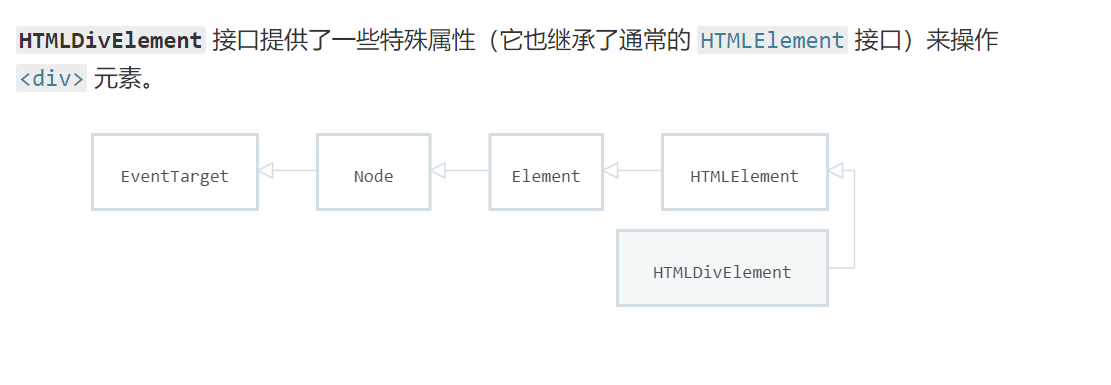 HTMLDivElement 接口提供了一些特殊属性（它也继承了通常的 HTMLElement 接口）来操作
<div> 元素。
EventTarget
Node
Element
HTMLElement
HTMLDivElement